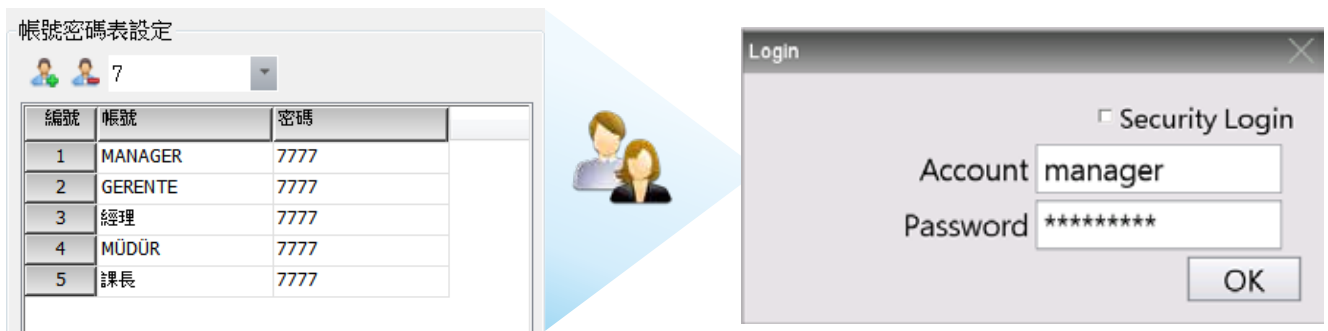 帳號密碼表設定
7
編號 帳號 密碼
1 MANAGER 7777
2 GERENTE 7777
3 經理 7777
4 MÜDÜR 7777
5 課長 7777
Login
Security Login
Account manager
Password *********
OK